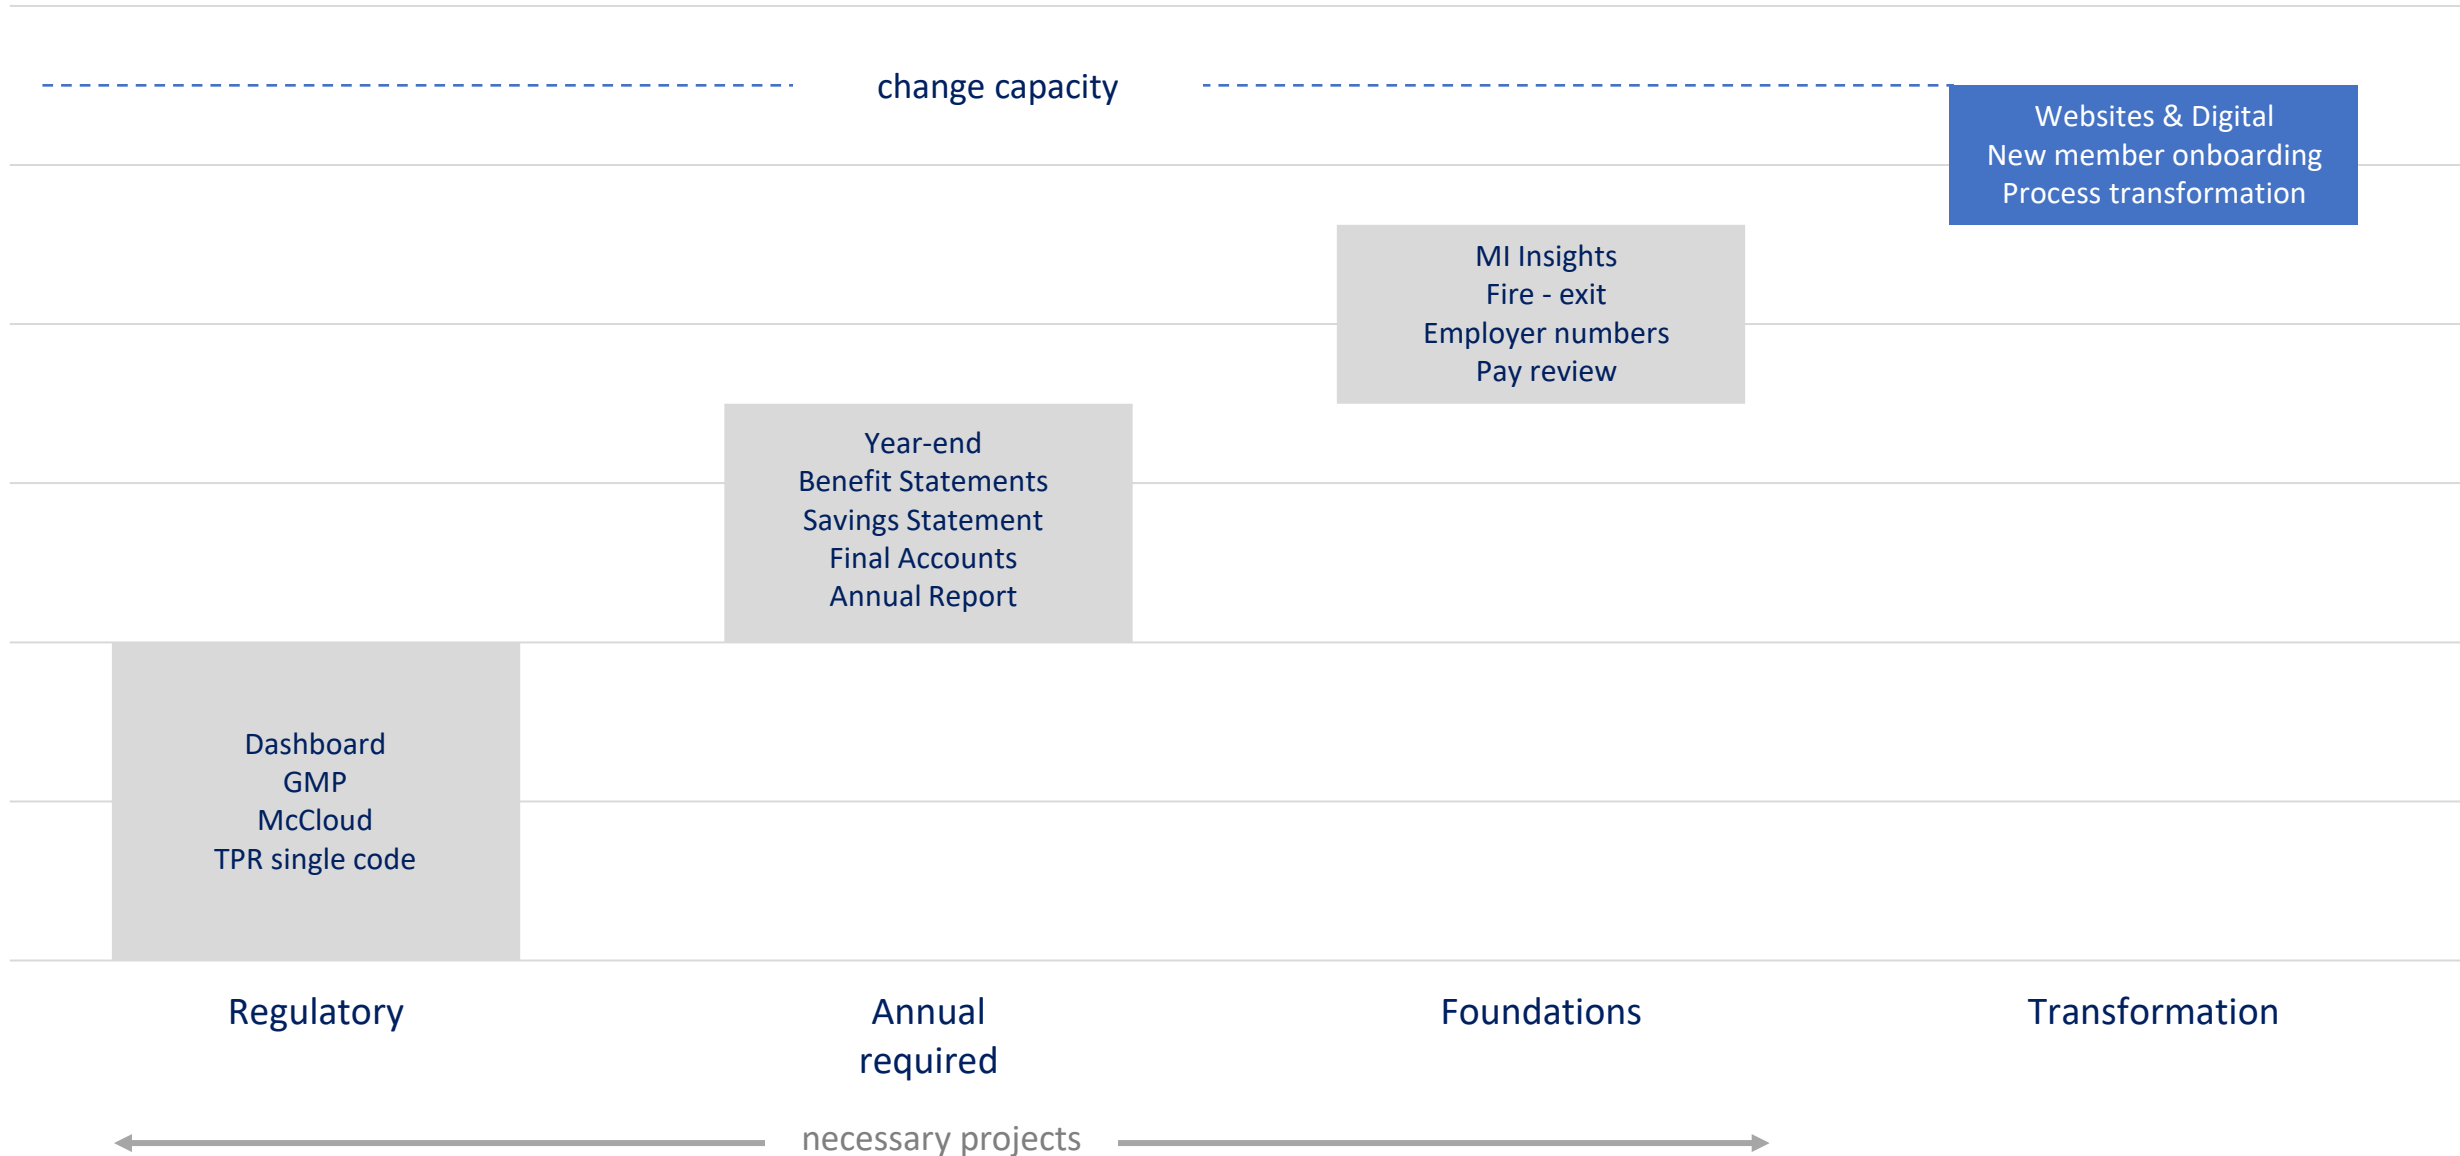 change capacity
Websites & Digital
New member onboarding
Process transformation
MI Insights
Fire - exit
Employer numbers
Pay review
Year-end
Benefit Statements
Savings Statement
Final Accounts
Annual Report
Dashboard
GMP
McCloud
TPR single code
Regulatory
Annual
required
Foundations
Transformation
necessary projects